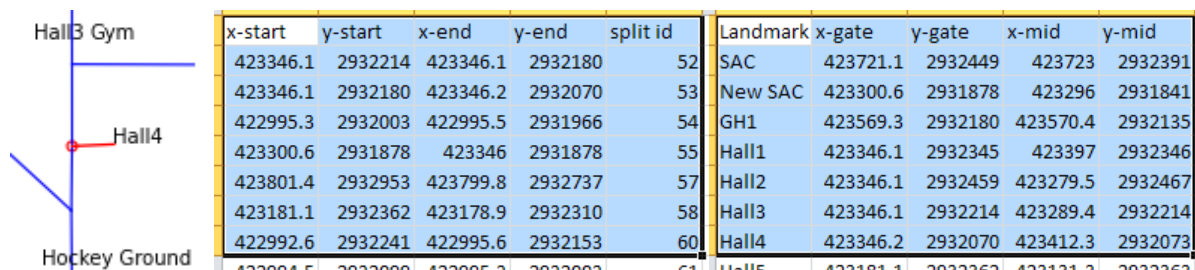 Hall3 Gym
Hall4
Hockey Ground
x-start y-start x-end y-end split id
423346.1 2932214 423346.1 2932180 52
423346.1 2932180 423346.2 2932070 53
422995.3 2932003 422995.5 2931966 54
423300.6 2931878 423346 2931878 55
423801.4 2932953 423799.8 2932737 57
423181.1 2932362 423178.9 2932310 58
422992.6 2932241 422995.6 2932153 60
Landmark x-gate y-gate x-mid y-mid
SAC 423721.1 2932449 423723 2932391
New SAC 423300.6 2931878 423296 2931841
GH1 423569.3 2932180 423570.4 2932135
Hall1 423346.1 2932345 423397 2932346
Hall2 423346.1 2932459 423279.5 2932467
Hall3 423346.1 2932214 423289.4 2932214
Hall4 423346.2 2932070 423412.3 2932073